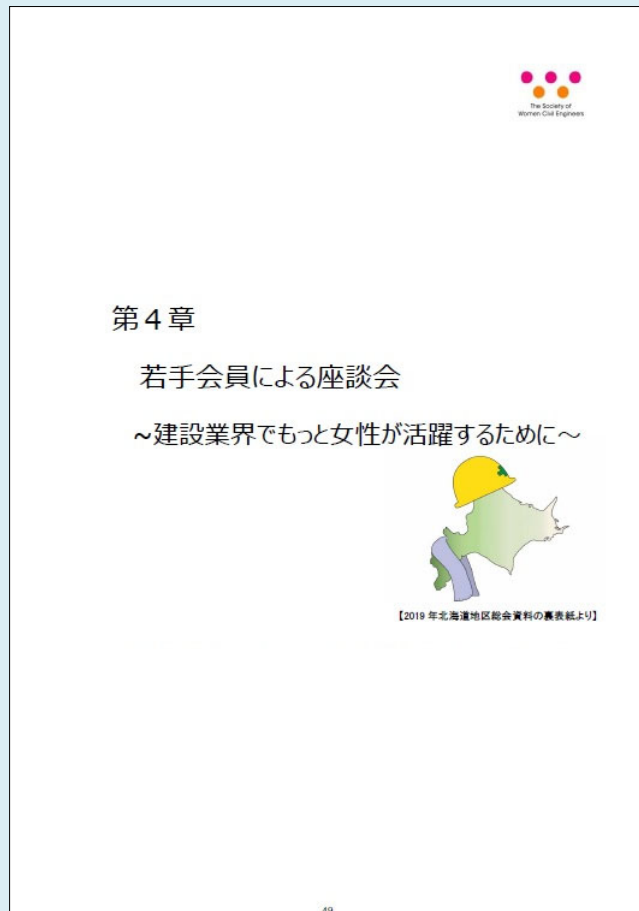 The Society of
Women Civil Engineers
第４章
若手会員による座談会
~建設業界でもっと女性が活躍するために～
【2019 年北海道地区総会資料の裏表紙より】
49